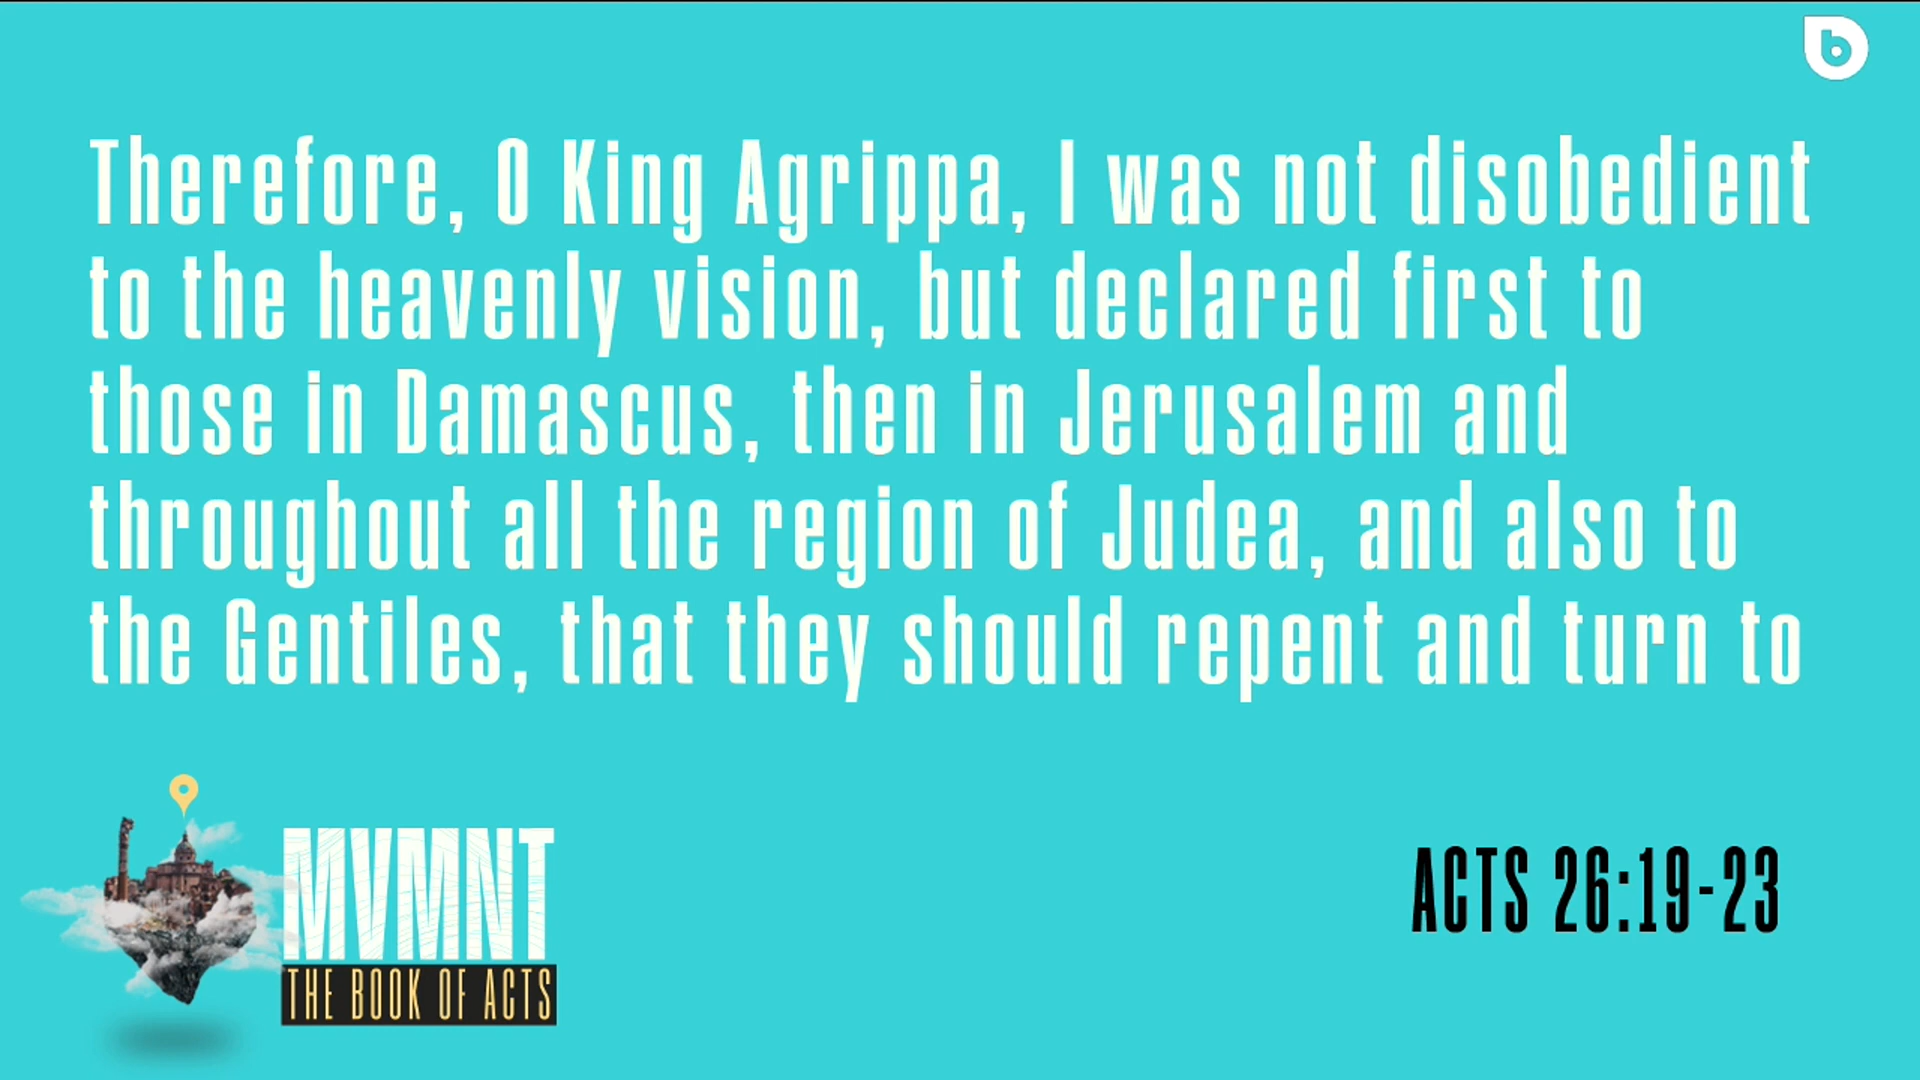 b
Therefore, O King Agrippa, I was not disobedient
to the heavenly vision, but declared first to
those in Damascus, then in Jerusalem and
throughout all the region of Judea, and also to
the Gentiles, that they should repent and turn to
MVMNT
THE BOOK OF ACTS
ACTS 26:19-23